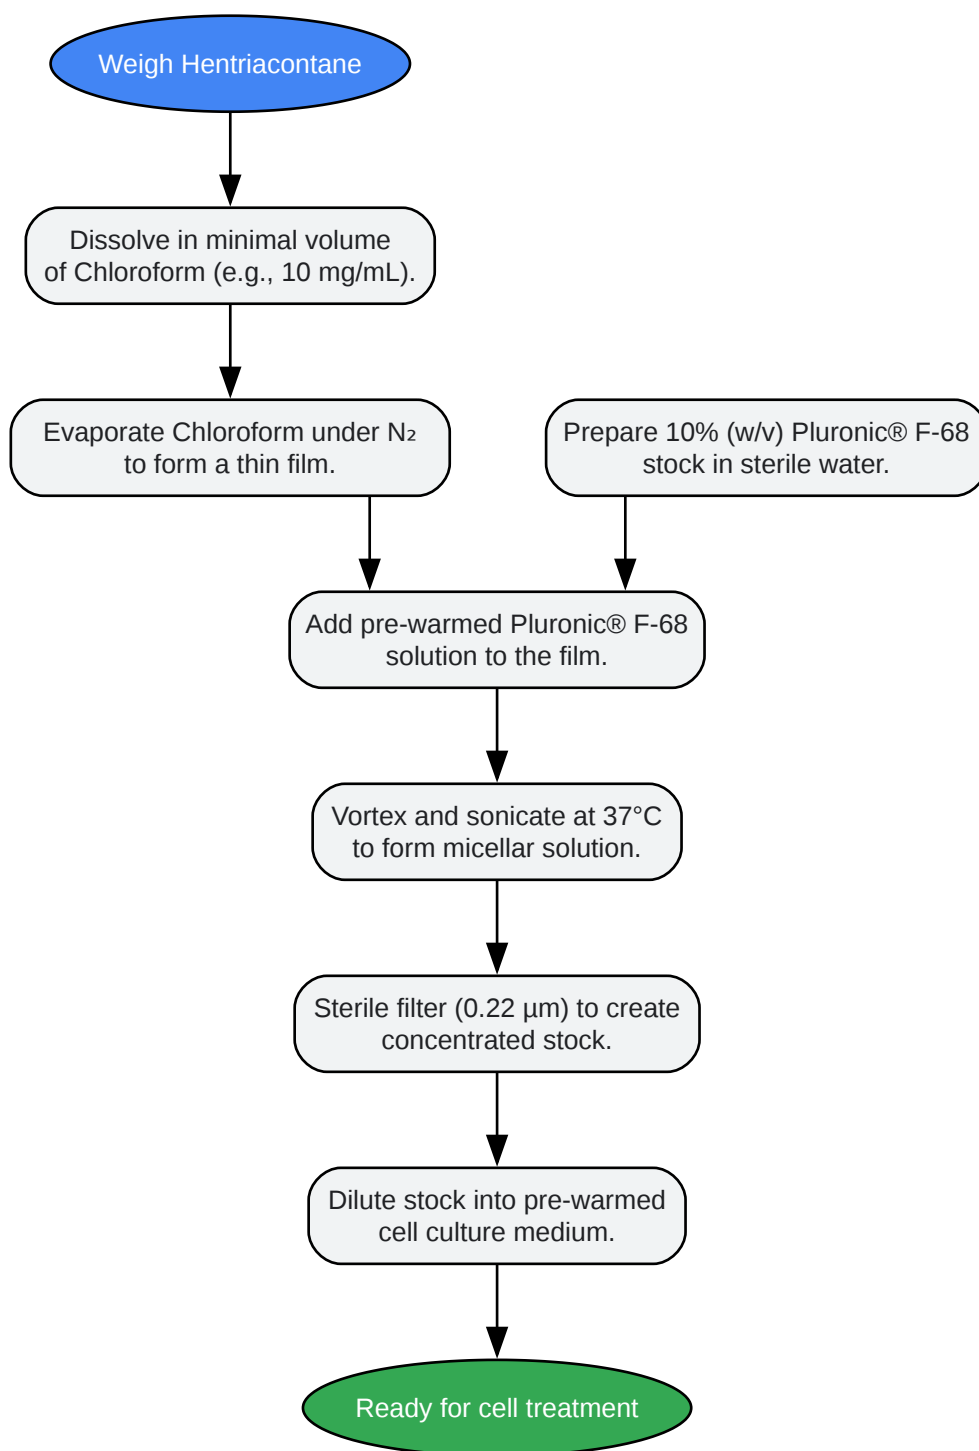 Weigh Hentriacontane
Dissolve in minimal volume
of Chloroform (e.g., 10 mg/mL).
Evaporate Chloroform under N₂
to form a thin film.
Prepare 10% (w/v) Pluronic® F-68
stock in sterile water.
Add pre-warmed Pluronic® F-68
solution to the film.
Vortex and sonicate at 37°C
to form micellar solution.
Sterile filter (0.22 µm) to create
concentrated stock.
Dilute stock into pre-warmed
cell culture medium.
Ready for cell treatment